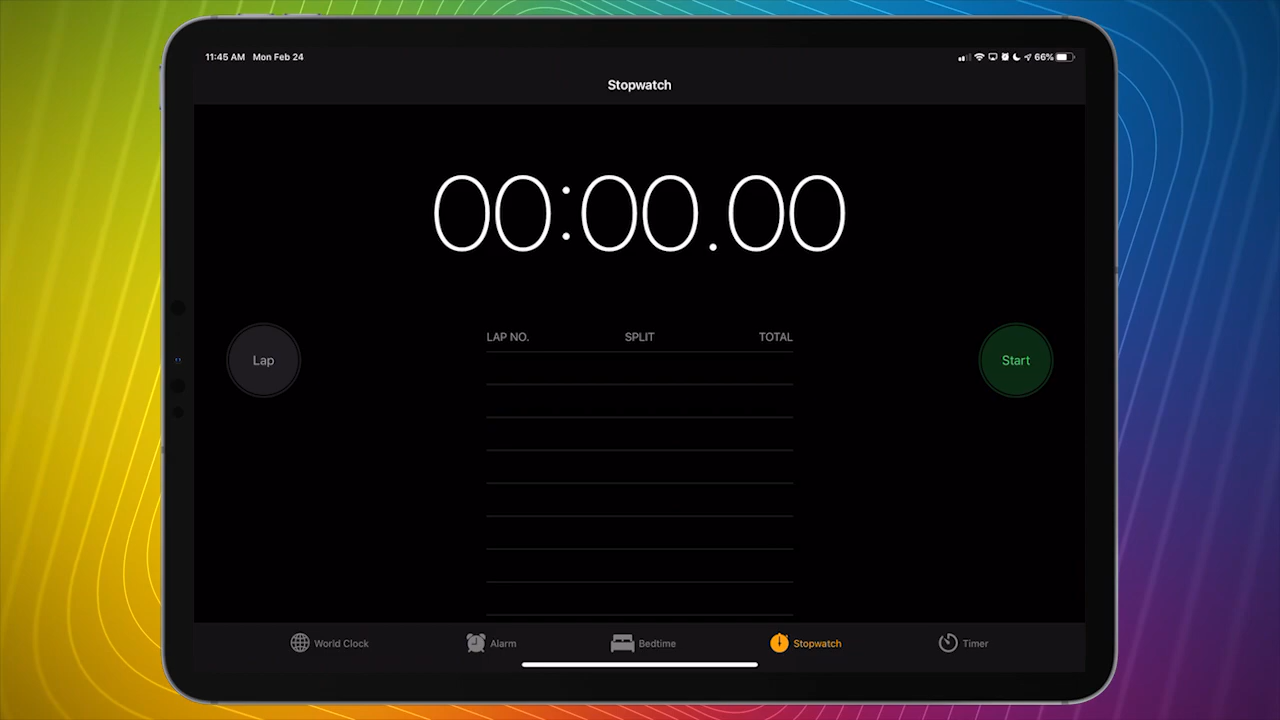 11:45 AM Mon Feb 24 66%
Stopwatch
00:00.00
LAP NO. SPLIT TOTAL
Lap
Start
World Clock Alarm Bedtime Stopwatch Timer